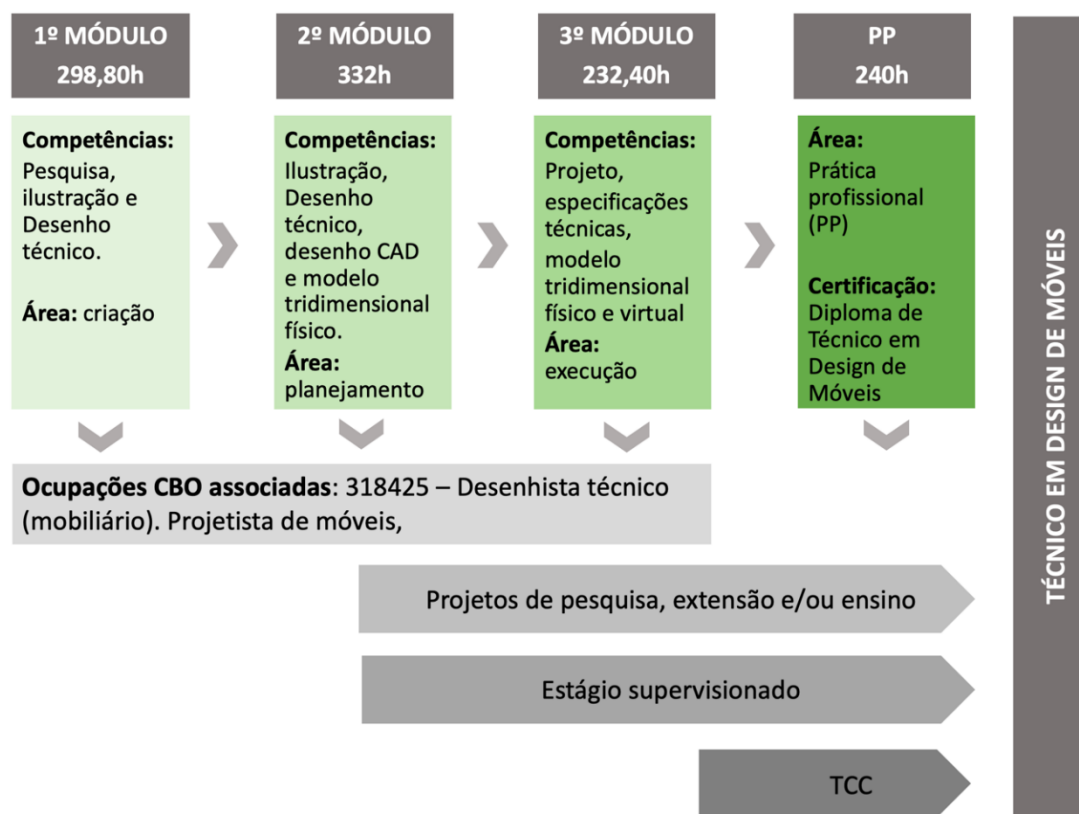 1º MÓDULO
298,80h
2º MÓDULO
332h
3º MÓDULO
232,40h
PP
240h
Competências:
Pesquisa,
ilustração e
Desenho
técnico.
Área: criação
Competências:
Ilustração,
Desenho
técnico,
desenho CAD
e modelo
tridimensional
físico.
Área:
planejamento
Competências:
Projeto,
especificações
técnicas,
modelo
tridimensional
físico e virtual
Área:
execução
Área:
Prática
profissional
(PP)
Certificação:
Diploma de
Técnico em
Design de
Móveis
Ocupações CBO associadas: 318425 – Desenhista técnico
(mobiliário). Projetista de móveis,
Projetos de pesquisa, extensão e/ou ensino
Estágio supervisionado
TCC
TÉCNICO EM DESIGN DE MÓVEIS